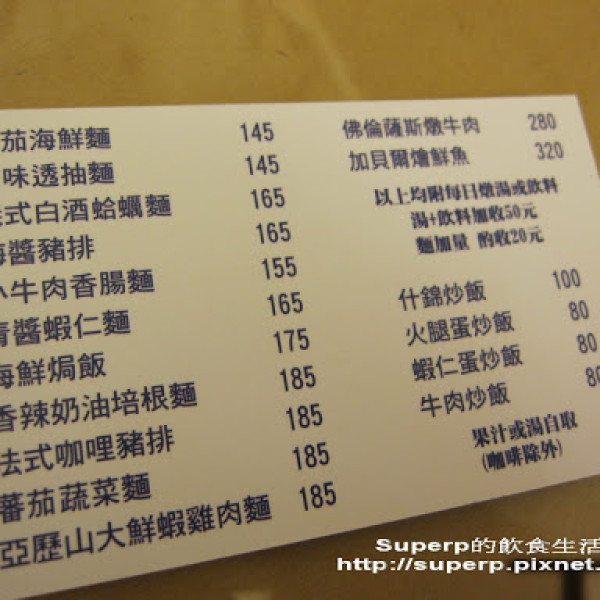 茄海鮮麵 145
味透抽麵 145
式白酒蛤蠣麵 165
海醬豬排 165
小牛肉香腸麵 155
青醬蝦仁麵 165
海鮮焗飯 175
香辣奶油培根麵 185
法式咖哩豬排 185
蕃茄蔬菜麵 185
亞歷山大鮮蝦雞肉麵 185
佛倫薩斯燉牛肉 280
加貝爾燴鮮魚 320
以上均附每日燉湯或飲料
湯+飲料加收50元
麵加量 酌收20元
什錦炒飯 100
火腿蛋炒飯 80
蝦仁蛋炒飯 80
牛肉炒飯 80
果汁或湯自取
(咖啡除外)
Superp的飲食生活
http://superp.pixnet.